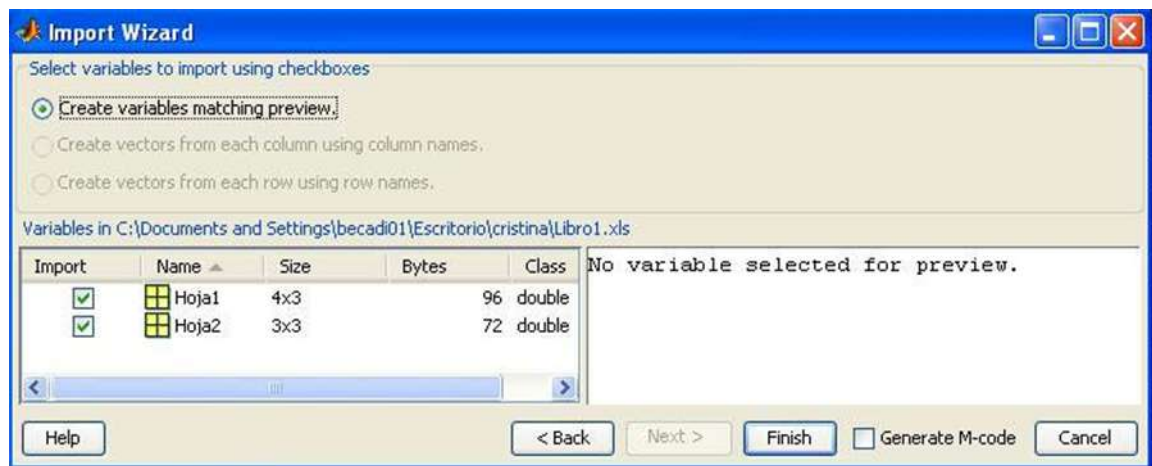 Import Wizard
Select variables to import using checkboxes
Create variables matching preview.
Create vectors from each column using column names.
Create vectors from each row using row names.
Variables in C:\Documents and Settings\becadi01\Escritorio\cristina\Libro1.xls
Import Name Size Bytes Class
Hoja1 4x3 96 double
Hoja2 3x3 72 double
No variable selected for preview.
Help < Back Next > Finish Generate M-code Cancel